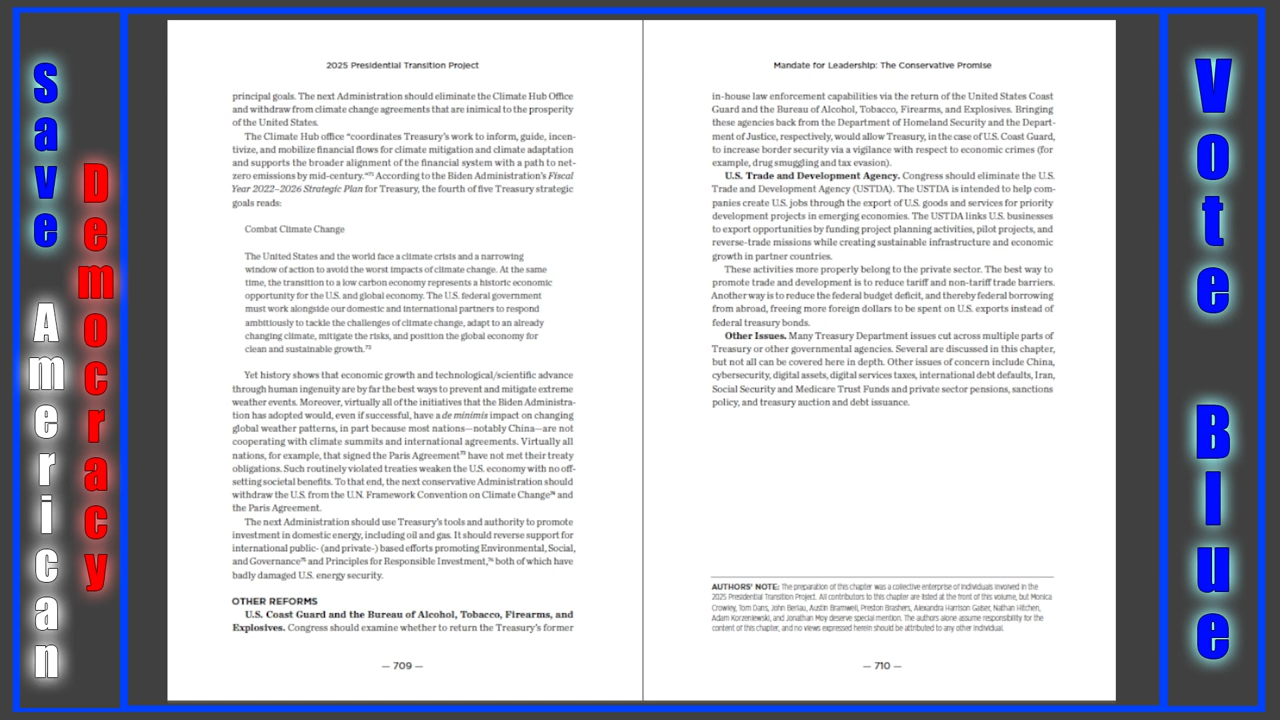 Save
American
Democracy
2025 Presidential Transition Project
principal goals. The next Administration should eliminate the Climate Hub Office
and withdraw from climate change agreements that are inimical to the prosperity
of the United States.
The Climate Hub office “coordinates Treasury’s work to inform, guide, incen-
tivize, and mobilize financial flows for climate mitigation and climate adaptation
and supports the broader alignment of the financial system with a path to net-
zero emissions by mid-century.”⁷¹ According to the Biden Administration’s Fiscal
Year 2022–2026 Strategic Plan for Treasury, the fourth of five Treasury strategic
goals reads:
Combat Climate Change
The United States and the world face a climate crisis and a narrowing
window of action to avoid the worst impacts of climate change. At the same
time, the transition to a low carbon economy represents a historic economic
opportunity for the U.S. and global economy. The U.S. federal government
must work alongside our domestic and international partners to respond
ambitiously to tackle the challenges of climate change, adapt to an already
changing climate, mitigate the risks, and position the global economy for
clean and sustainable growth.⁷²
Yet history shows that economic growth and technological/scientific advance
through human ingenuity are by far the best ways to prevent and mitigate extreme
weather events. Moreover, virtually all of the initiatives that the Biden Administra-
tion has adopted would, even if successful, have a de minimis impact on changing
global weather patterns, in part because most nations—notably China—are not
cooperating with climate summits and international agreements. Virtually all
nations, for example, that signed the Paris Agreement⁷³ have not met their treaty
obligations. Such routinely violated treaties weaken the U.S. economy with no off-
setting societal benefits. To that end, the next conservative Administration should
withdraw the U.S. from the U.N. Framework Convention on Climate Change⁷⁴ and
the Paris Agreement.
The next Administration should use Treasury’s tools and authority to promote
investment in domestic energy, including oil and gas. It should reverse support for
international public- (and private-) based efforts promoting Environmental, Social,
and Governance⁷⁵ and Principles for Responsible Investment,⁷⁶ both of which have
badly damaged U.S. energy security.
OTHER REFORMS
U.S. Coast Guard and the Bureau of Alcohol, Tobacco, Firearms, and
Explosives. Congress should examine whether to return the Treasury’s former
— 709 —
Mandate for Leadership: The Conservative Promise
in-house law enforcement capabilities via the return of the United States Coast
Guard and the Bureau of Alcohol, Tobacco, Firearms, and Explosives. Bringing
these agencies back from the Department of Homeland Security and the Depart-
ment of Justice, respectively, would allow Treasury, in the case of U.S. Coast Guard,
to increase border security via a vigilance with respect to economic crimes (for
example, drug smuggling and tax evasion).
U.S. Trade and Development Agency. Congress should eliminate the U.S.
Trade and Development Agency (USTDA). The USTDA is intended to help com-
panies create U.S. jobs through the export of U.S. goods and services for priority
development projects in emerging economies. The USTDA links U.S. businesses
to export opportunities by funding project planning activities, pilot projects, and
reverse-trade missions while creating sustainable infrastructure and economic
growth in partner countries.
These activities more properly belong to the private sector. The best way to
promote trade and development is to reduce tariff and non-tariff trade barriers.
Another way is to reduce the federal budget deficit, and thereby federal borrowing
from abroad, freeing more foreign dollars to be spent on U.S. exports instead of
federal treasury bonds.
Other Issues. Many Treasury Department issues cut across multiple parts of
Treasury or other governmental agencies. Several are discussed in this chapter,
but not all can be covered here in depth. Other issues of concern include China,
cybersecurity, digital assets, digital services taxes, international debt defaults, Iran,
Social Security and Medicare Trust Funds and private sector pensions, sanctions
policy, and treasury auction and debt issuance.
AUTHORS’ NOTE: The preparation of this chapter was a collective enterprise of individuals involved in the
2025 Presidential Transition Project. All contributors to this chapter are listed at the front of this volume, but Monica
Crowley, Tom Dans, John Berlau, Austin Bramwell, Preston Brashers, Alexandra Harrison Gaiser, Nathan Hitchen,
Adam Korzeniewski, and Jonathan Moy deserve special mention. The authors alone assume responsibility for the
content of this chapter, and no views expressed herein should be attributed to any other individual.
— 710 —
Vote
Blue